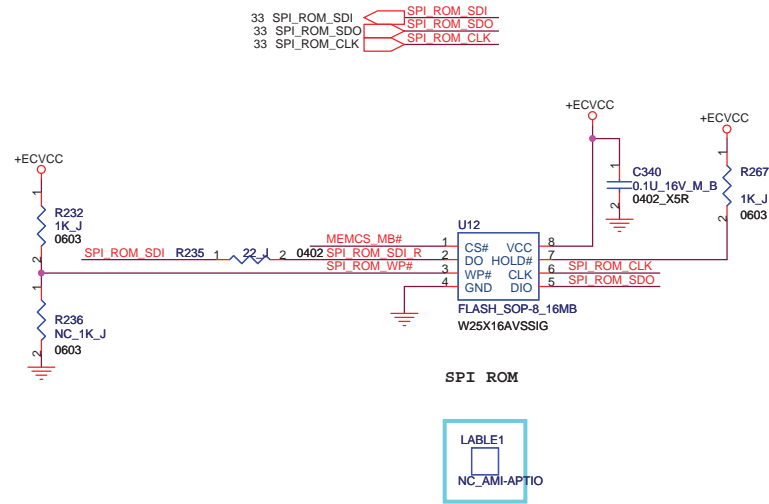 33 SPI_ROM_SDI SPI_ROM_SDI
33 SPI_ROM_SDO SPI_ROM_SDO
33 SPI_ROM_CLK SPI_ROM_CLK
+ECVCC
1
R232
1K_J
0603
2
1
R236
NC_1K_J
0603
2
SPI_ROM_SDI R235 1 22_J 2 0402 SPI_ROM_SDI_R
MEMCS_MB#
SPI_ROM_WP#
U12
1 CS# VCC 8
2 DO HOLD# 7
3 WP# CLK 6 SPI_ROM_CLK
4 GND DIO 5 SPI_ROM_SDO
FLASH_SOP-8_16MB
W25X16AVSSIG
+ECVCC
1
C340
0.1U_16V_M_B
0402_X5R
2
+ECVCC
1
R267
1K_J
0603
2
SPI ROM
LABLE1
NC_AMI-APTIO